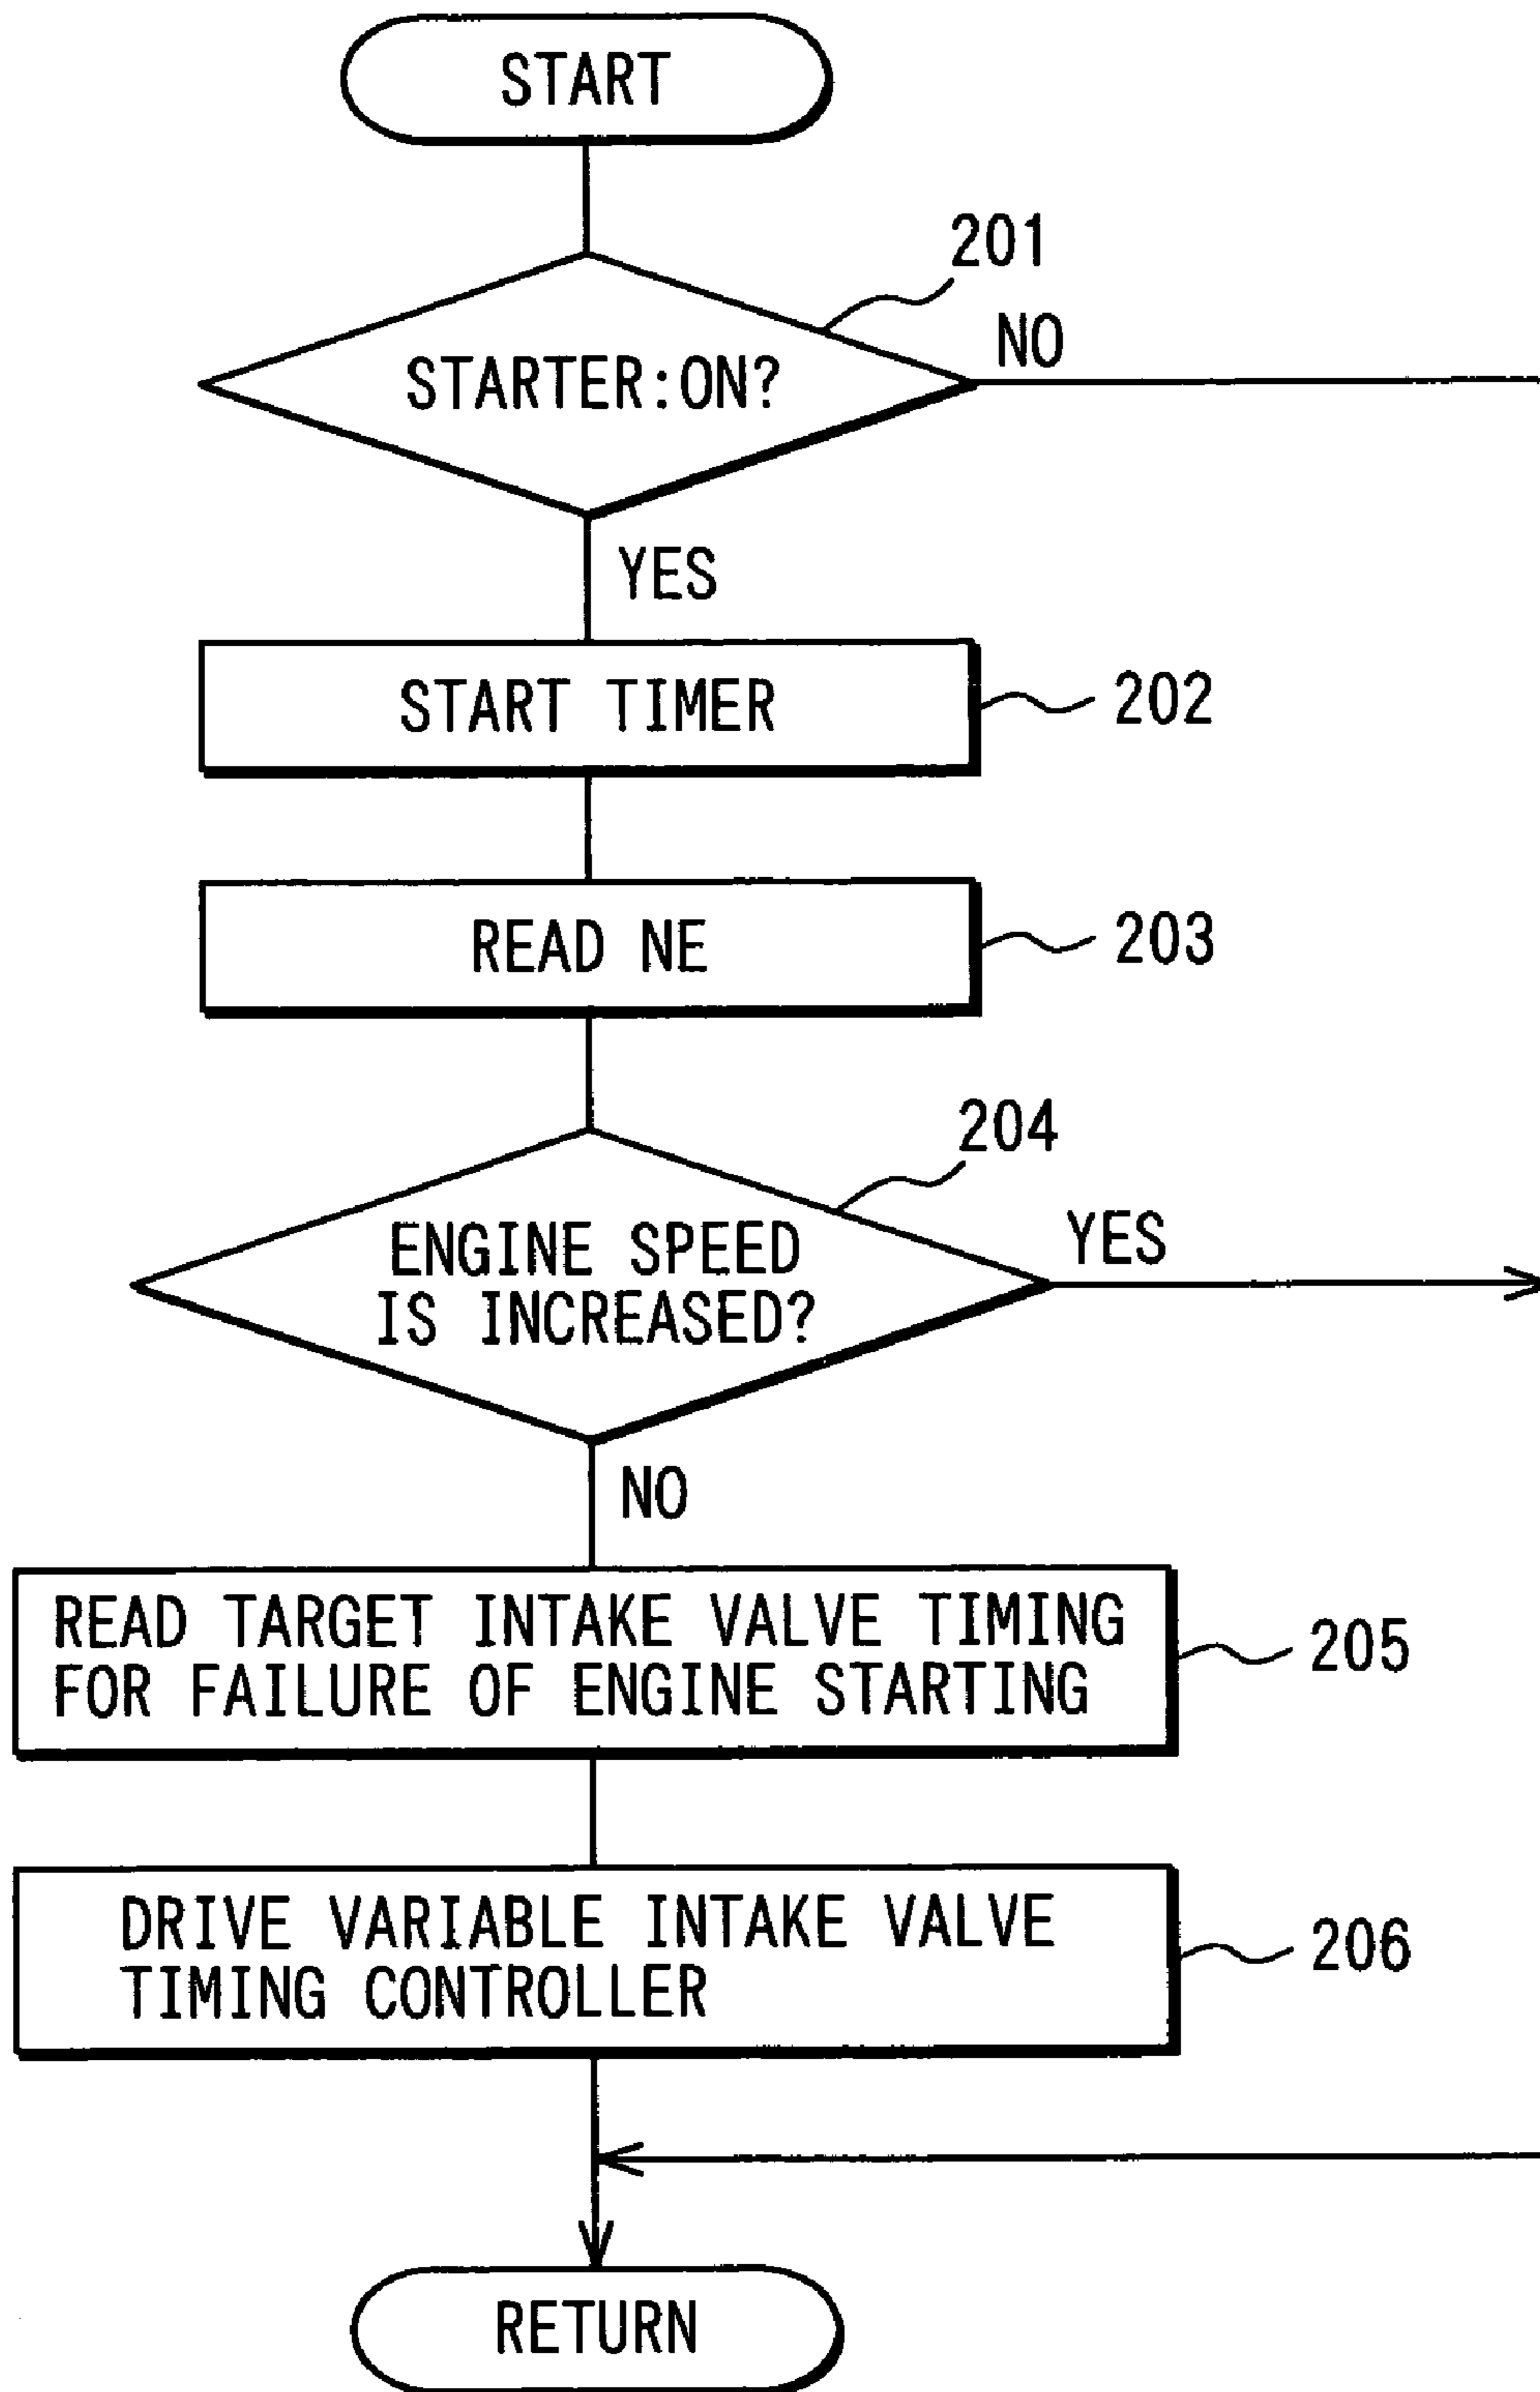 START
201
STARTER:ON?
NO
YES
START TIMER
202
READ NE
203
204
ENGINE SPEED
IS INCREASED?
YES
NO
READ TARGET INTAKE VALVE TIMING
FOR FAILURE OF ENGINE STARTING
205
DRIVE VARIABLE INTAKE VALVE
TIMING CONTROLLER
206
RETURN